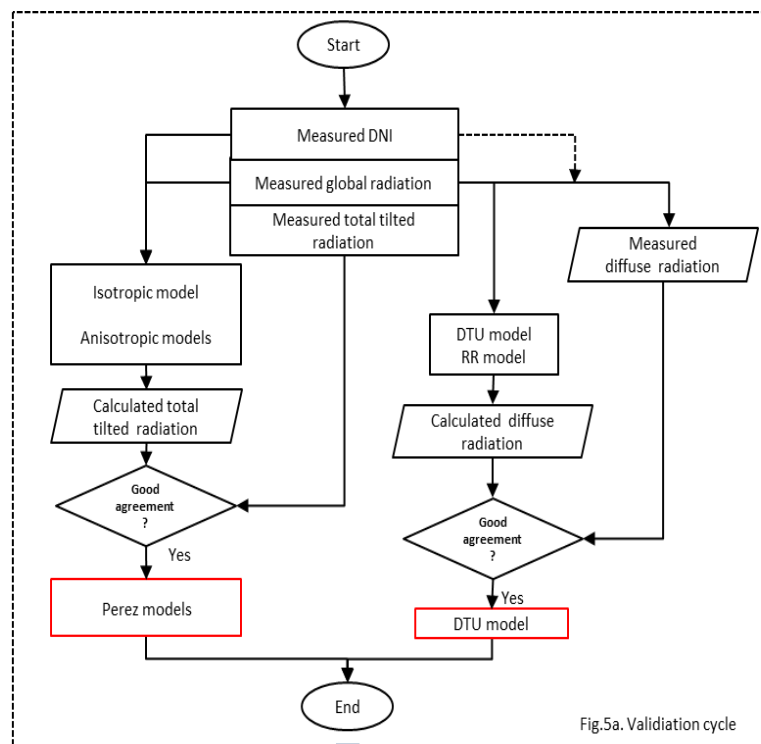 Start
Measured DNI
Measured global radiation
Measured total tilted
radiation
Measured
diffuse radiation
Isotropic model
Anisotropic models
DTU model
RR model
Calculated total
tilted radiation
Calculated diffuse
radiation
Good
agreement
?
Yes
Good
agreement
?
Yes
Perez models
DTU model
End
Fig.5a. Validiation cycle